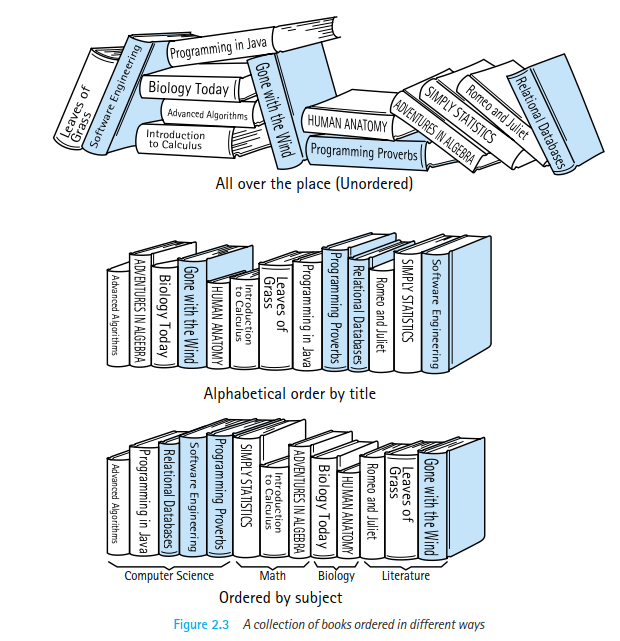 Leaves of
Grass
Software Engineering
Programming in Java
Biology Today
Advanced Algorithms
Introduction
to Calculus
Gone with the Wind
HUMAN ANATOMY
Programming Proverbs
ADVENTURES IN ALGEBRA
SIMPLY STATISTICS
Romeo and Juliet
Relational Databases
All over the place (Unordered)
Advanced Algorithms
ADVENTURES IN ALGEBRA
Biology Today
Gone with the Wind
HUMAN ANATOMY
Introduction
to Calculus
Leaves of
Grass
Programming in Java
Programming Proverbs
Relational Databases
Romeo and Juliet
SIMPLY STATISTICS
Software Engineering
Alphabetical order by title
Advanced Algorithms
Programming in Java
Relational Databases
Software Engineering
Programming Proverbs
SIMPLY STATISTICS
Introduction
to Calculus
ADVENTURES IN ALGEBRA
Biology Today
HUMAN ANATOMY
Romeo and Juliet
Leaves of
Grass
Gone with the Wind
Computer Science
Math
Biology
Literature
Ordered by subject
Figure 2.3 A collection of books ordered in different ways